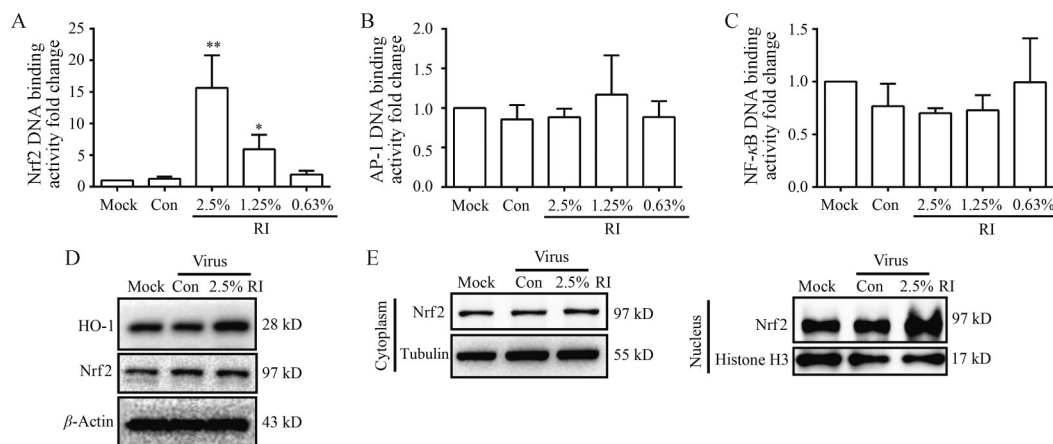 A
Nrf2 DNA binding
activity fold change
25
20
15
10
5
0
**
*
Mock
Con
2.5%
1.25%
0.63%
RI
B
AP-1 DNA binding
activity fold change
2.0
1.5
1.0
0.5
0.0
Mock
Con
2.5%
1.25%
0.63%
RI
C
NF-κB DNA binding
activity fold change
1.5
1.0
0.5
0.0
Mock
Con
2.5%
1.25%
0.63%
RI
D
Virus
Mock Con 2.5% RI
HO-1 28 kD
Nrf2 97 kD
β-Actin 43 kD
E
Virus
Mock Con 2.5% RI
Cytoplasm
Nrf2 97 kD
Tubulin 55 kD
Virus
Mock Con 2.5% RI
Nucleus
Nrf2 97 kD
Histone H3 17 kD